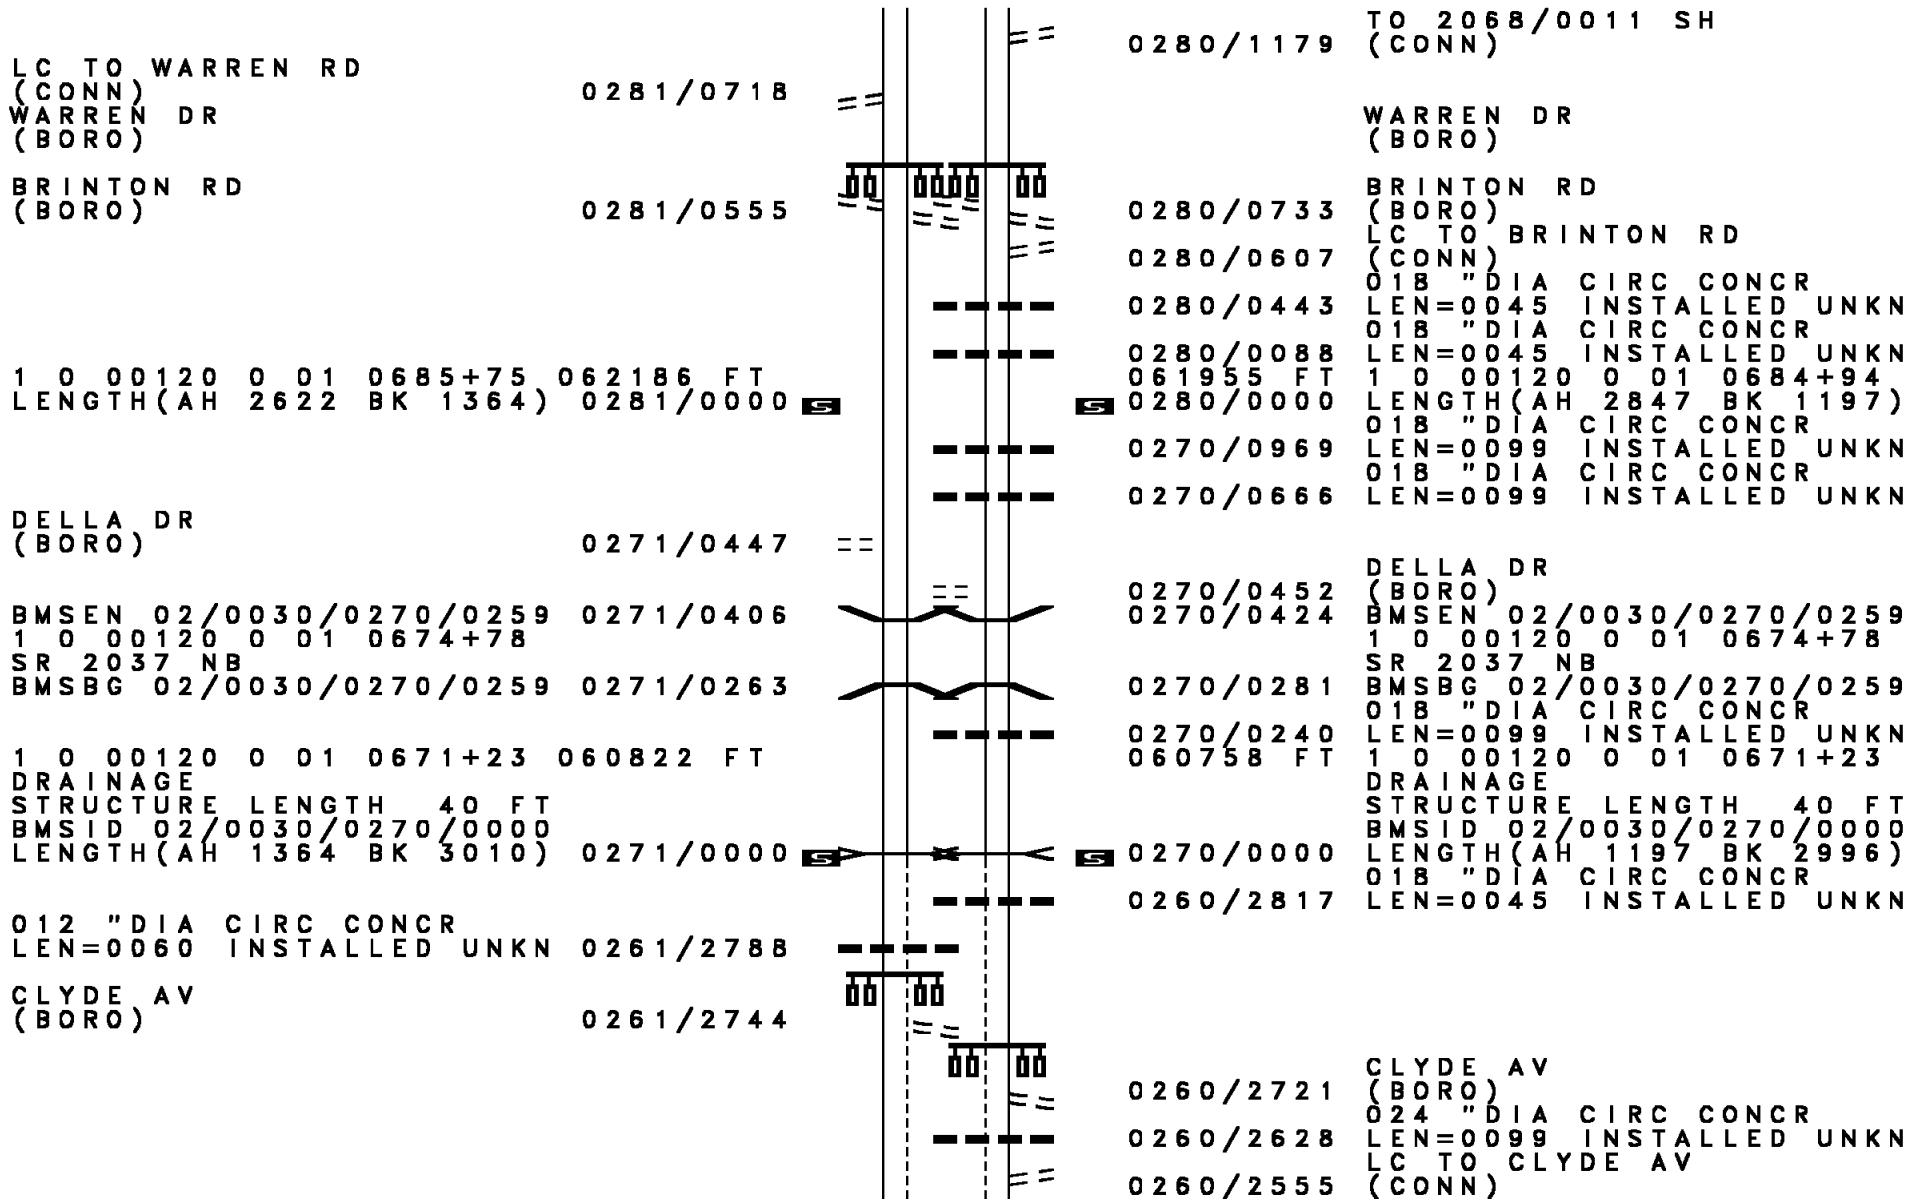 TO 2068/0011 SH
0280/1179 (CONN)
LC TO WARREN RD
(CONN) 0281/0718
WARREN DR
(BORO)
WARREN DR
(BORO)
BRINTON RD
(BORO) 0281/0555
BRINTON RD
0280/0733 (BORO)
LC TO BRINTON RD
0280/0607 (CONN)
018 "DIA CIRC CONCR
0280/0443 LEN=0045 INSTALLED UNKN
018 "DIA CIRC CONCR
0280/0088 LEN=0045 INSTALLED UNKN
1 0 00120 0 01 0685+75 062186 FT
LENGTH(AH 2622 BK 1364) 0281/0000 S
061955 FT 1 0 00120 0 01 0684+94
S 0280/0000 LENGTH(AH 2847 BK 1197)
018 "DIA CIRC CONCR
0270/0969 LEN=0099 INSTALLED UNKN
018 "DIA CIRC CONCR
0270/0666 LEN=0099 INSTALLED UNKN
DELLA DR
(BORO) 0271/0447
DELLA DR
0270/0452 (BORO)
BMSEN 02/0030/0270/0259 0271/0406
1 0 00120 0 01 0674+78
SR 2037 NB
BMSBG 02/0030/0270/0259 0271/0263
0270/0424 BMSEN 02/0030/0270/0259
1 0 00120 0 01 0674+78
SR 2037 NB
0270/0281 BMSBG 02/0030/0270/0259
018 "DIA CIRC CONCR
0270/0240 LEN=0099 INSTALLED UNKN
1 0 00120 0 01 0671+23 060822 FT
DRAINAGE
STRUCTURE LENGTH 40 FT
BMSID 02/0030/0270/0000
LENGTH(AH 1364 BK 3010) 0271/0000 S
060758 FT 1 0 00120 0 01 0671+23
DRAINAGE
STRUCTURE LENGTH 40 FT
BMSID 02/0030/0270/0000
S 0270/0000 LENGTH(AH 1197 BK 2996)
018 "DIA CIRC CONCR
0260/2817 LEN=0045 INSTALLED UNKN
012 "DIA CIRC CONCR
LEN=0060 INSTALLED UNKN 0261/2788
CLYDE AV
(BORO) 0261/2744
CLYDE AV
0260/2721 (BORO)
024 "DIA CIRC CONCR
0260/2628 LEN=0099 INSTALLED UNKN
LC TO CLYDE AV
0260/2555 (CONN)